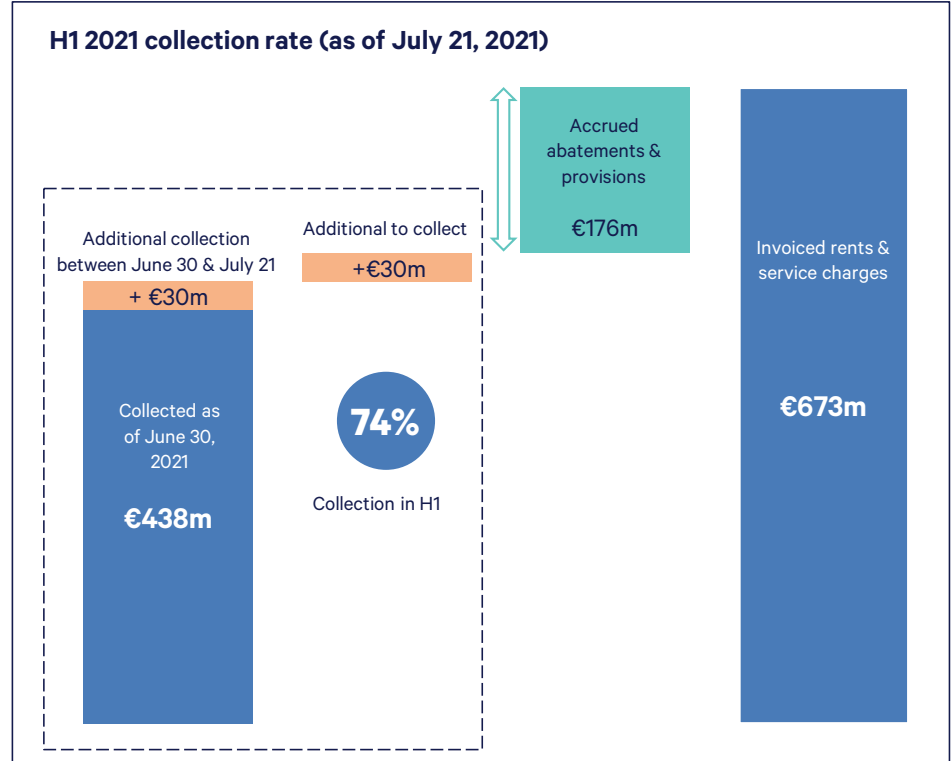 H1 2021 collection rate (as of July 21, 2021)
Additional collection
between June 30 & July 21
+ €30m
Collected as
of June 30,
2021
€438m
Additional to collect
+€30m
74%
Collection in H1
Accrued
abatements &
provisions
€176m
Invoiced rents &
service charges
€673m